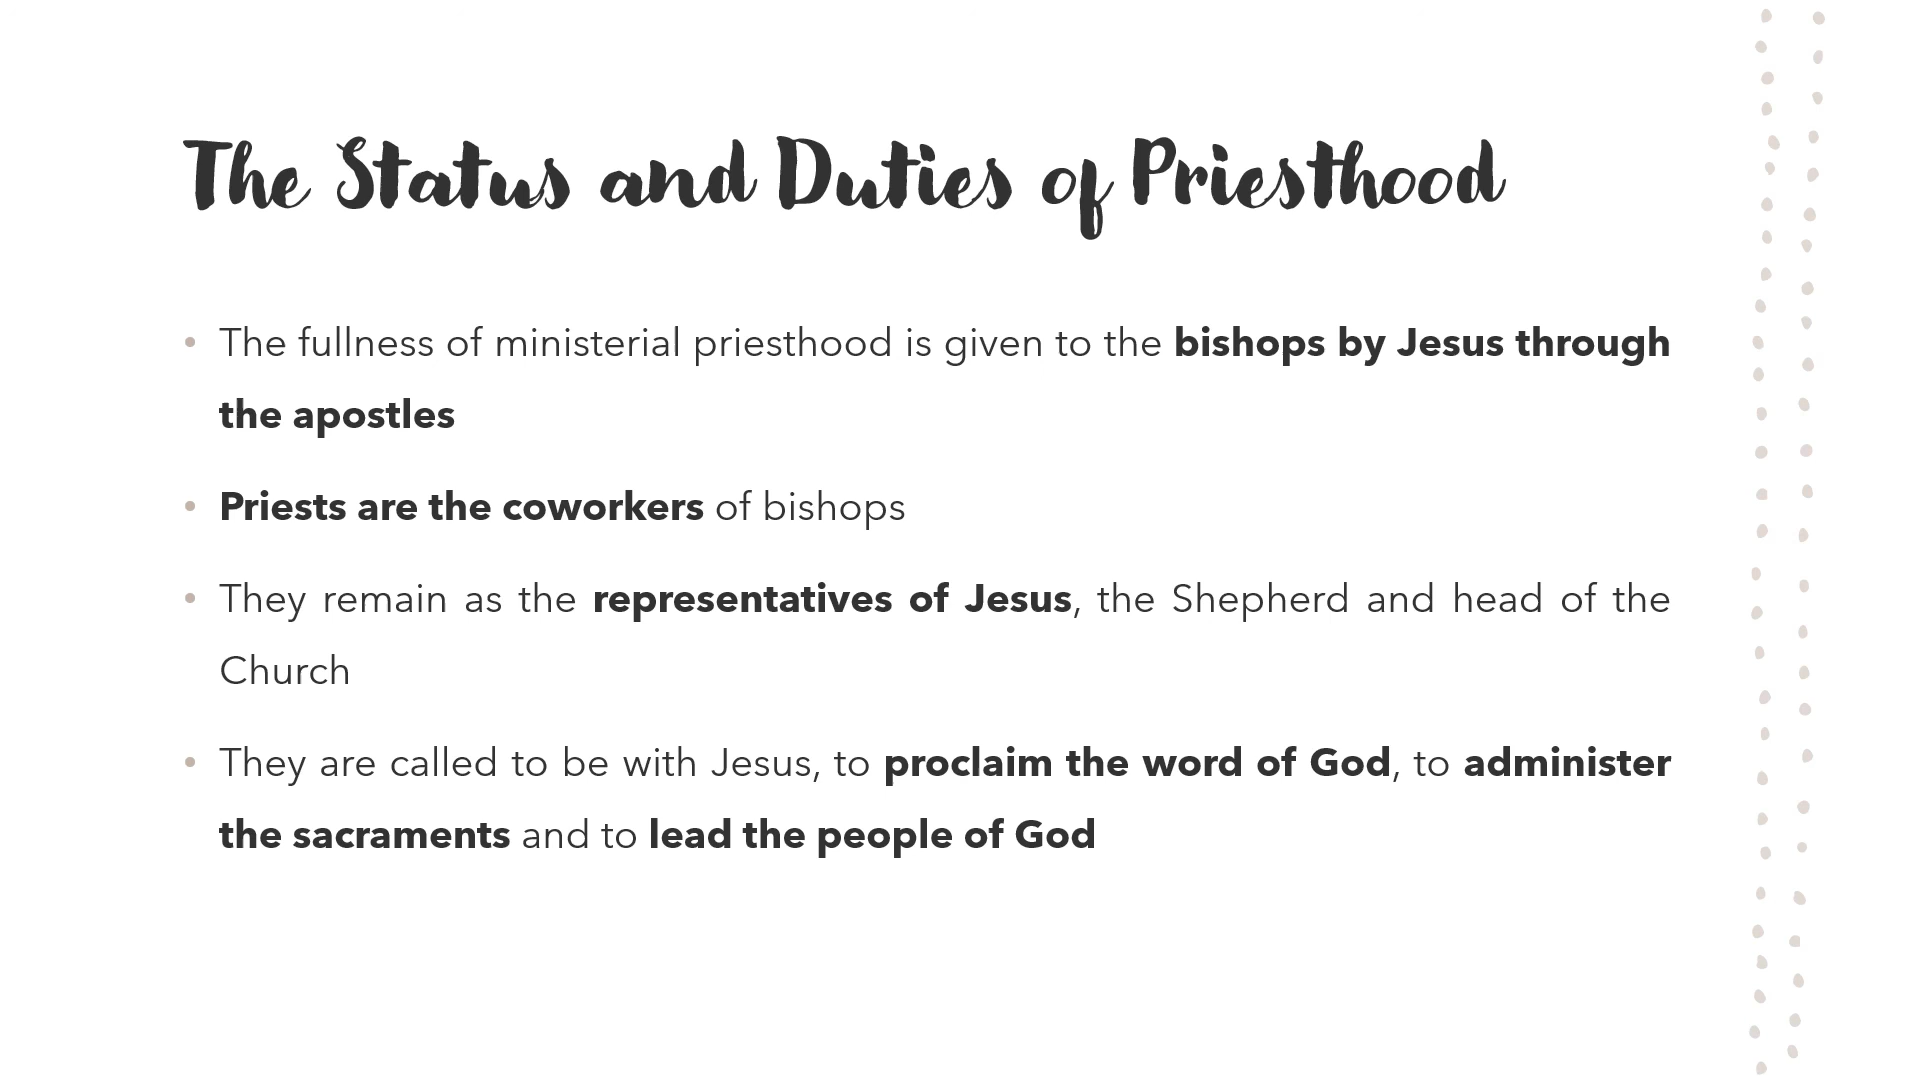 The Status and Duties of Priesthood
• The fullness of ministerial priesthood is given to the bishops by Jesus through
the apostles
• Priests are the coworkers of bishops
• They remain as the representatives of Jesus, the Shepherd and head of the
Church
• They are called to be with Jesus, to proclaim the word of God, to administer
the sacraments and to lead the people of God